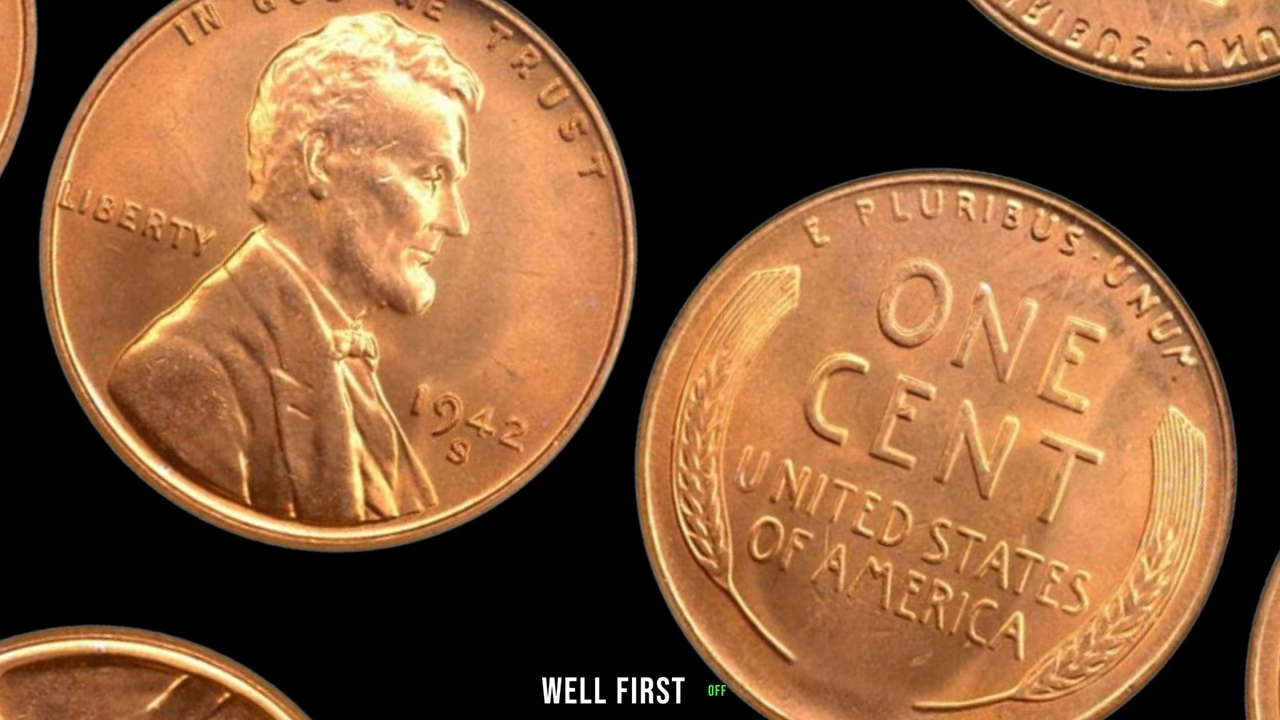 IN GOD WE TRUST
LIBERTY
1942
S
E PLURIBUS · UNUM
ONE
CENT
UNITED STATES
OF AMERICA
WELL FIRST OFF